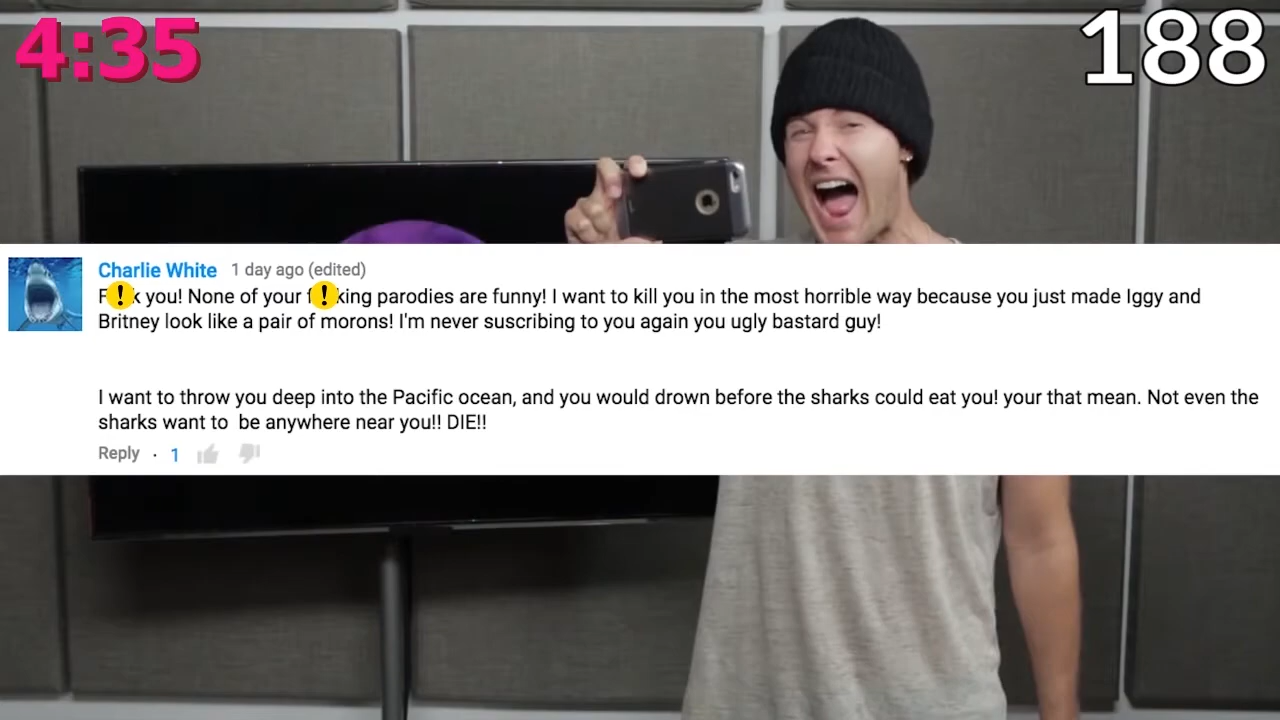 4:35
188
Charlie White 1 day ago (edited)
F k you! None of your f king parodies are funny! I want to kill you in the most horrible way because you just made Iggy and
Britney look like a pair of morons! I'm never suscribing to you again you ugly bastard guy!
I want to throw you deep into the Pacific ocean, and you would drown before the sharks could eat you! your that mean. Not even the
sharks want to be anywhere near you!! DIE!!
Reply · 1